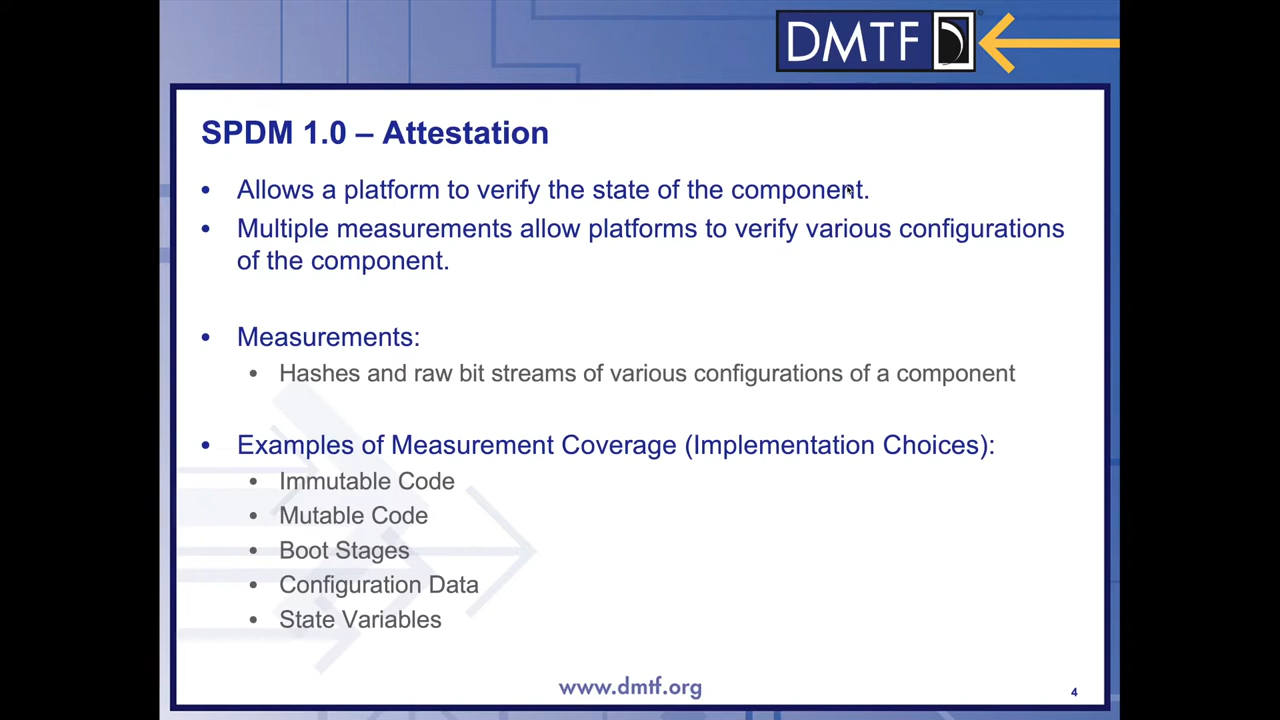 DMTF
SPDM 1.0 – Attestation
• Allows a platform to verify the state of the component.
• Multiple measurements allow platforms to verify various configurations
of the component.
• Measurements:
• Hashes and raw bit streams of various configurations of a component
• Examples of Measurement Coverage (Implementation Choices):
• Immutable Code
• Mutable Code
• Boot Stages
• Configuration Data
• State Variables
www.dmtf.org
4